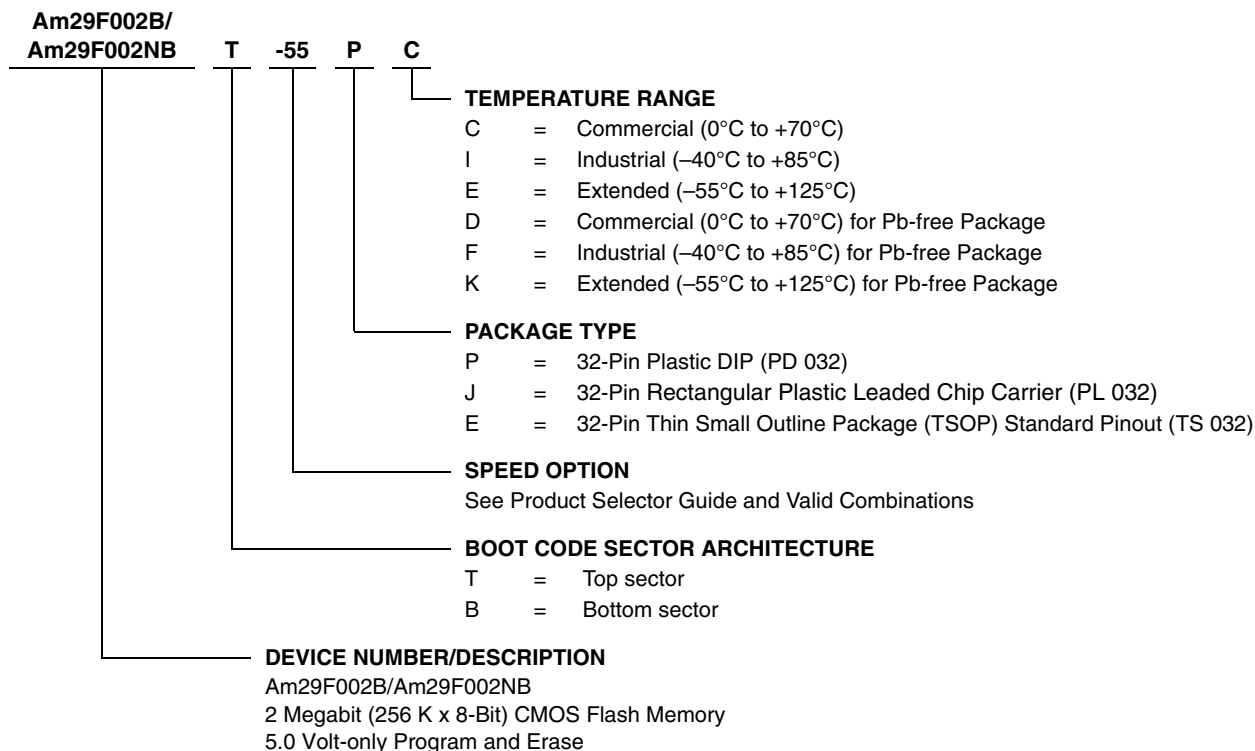 Am29F002B/
Am29F002NB T -55 P C
TEMPERATURE RANGE
C = Commercial (0°C to +70°C)
I = Industrial (–40°C to +85°C)
E = Extended (–55°C to +125°C)
D = Commercial (0°C to +70°C) for Pb-free Package
F = Industrial (–40°C to +85°C) for Pb-free Package
K = Extended (–55°C to +125°C) for Pb-free Package
PACKAGE TYPE
P = 32-Pin Plastic DIP (PD 032)
J = 32-Pin Rectangular Plastic Leaded Chip Carrier (PL 032)
E = 32-Pin Thin Small Outline Package (TSOP) Standard Pinout (TS 032)
SPEED OPTION
See Product Selector Guide and Valid Combinations
BOOT CODE SECTOR ARCHITECTURE
T = Top sector
B = Bottom sector
DEVICE NUMBER/DESCRIPTION
Am29F002B/Am29F002NB
2 Megabit (256 K x 8-Bit) CMOS Flash Memory
5.0 Volt-only Program and Erase